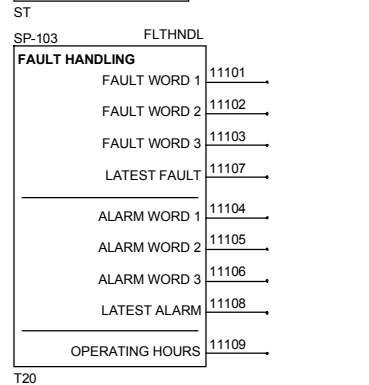 ST
SP-103 FLTHNDL
FAULT HANDLING
FAULT WORD 1 11101
FAULT WORD 2 11102
FAULT WORD 3 11103
LATEST FAULT 11107
ALARM WORD 1 11104
ALARM WORD 2 11105
ALARM WORD 3 11106
LATEST ALARM 11108
OPERATING HOURS 11109
T20